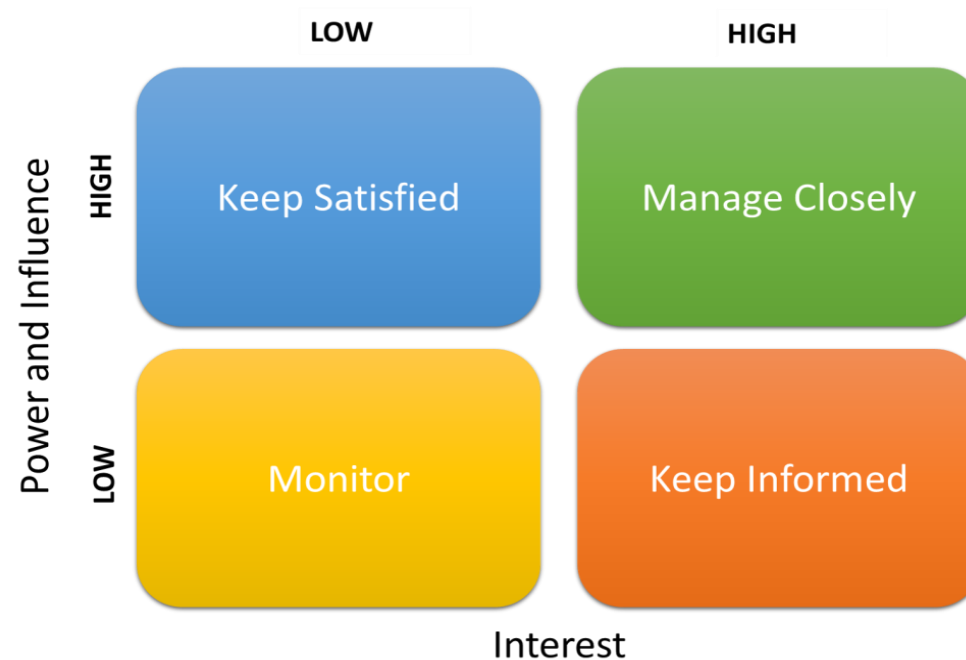 LOW
HIGH
Power and Influence
HIGH
Keep Satisfied
Manage Closely
LOW
Monitor
Keep Informed
Interest